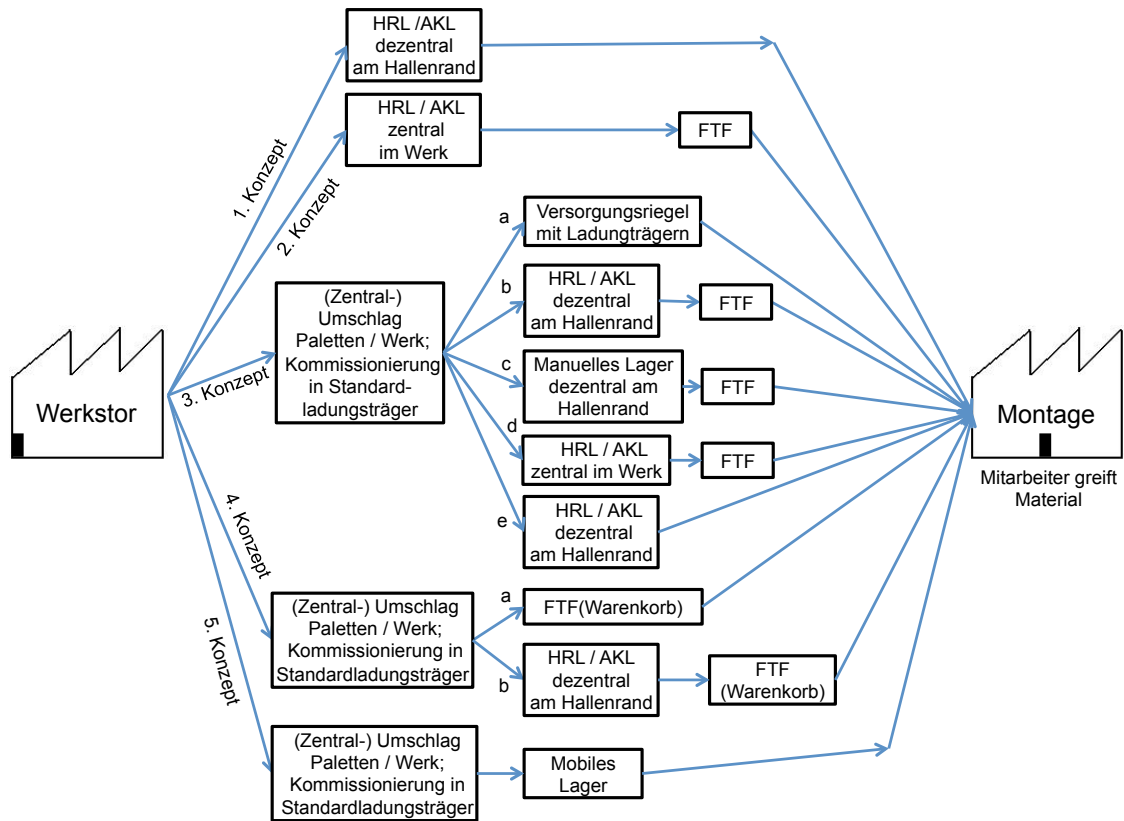 HRL /AKL
dezentral
am Hallenrand
HRL / AKL
zentral
im Werk
FTF
1. Konzept
2. Konzept
3. Konzept
4. Konzept
5. Konzept
Werkstor
(Zentral-)
Umschlag
Paletten / Werk;
Kommissionierung
in Standard-
ladungsträger
a
Versorgungsriegel
mit Ladungträgern
b
HRL / AKL
dezentral
am Hallenrand
FTF
c
Manuelles Lager
dezentral am
Hallenrand
FTF
d
HRL / AKL
zentral im Werk
FTF
e
HRL / AKL
dezentral
am Hallenrand
Montage
Mitarbeiter greift
Material
(Zentral-) Umschlag
Paletten / Werk;
Kommissionierung in
Standardladungsträger
a
FTF(Warenkorb)
b
HRL / AKL
dezentral
am Hallenrand
FTF
(Warenkorb)
(Zentral-) Umschlag
Paletten / Werk;
Kommissionierung in
Standardladungsträger
Mobiles
Lager